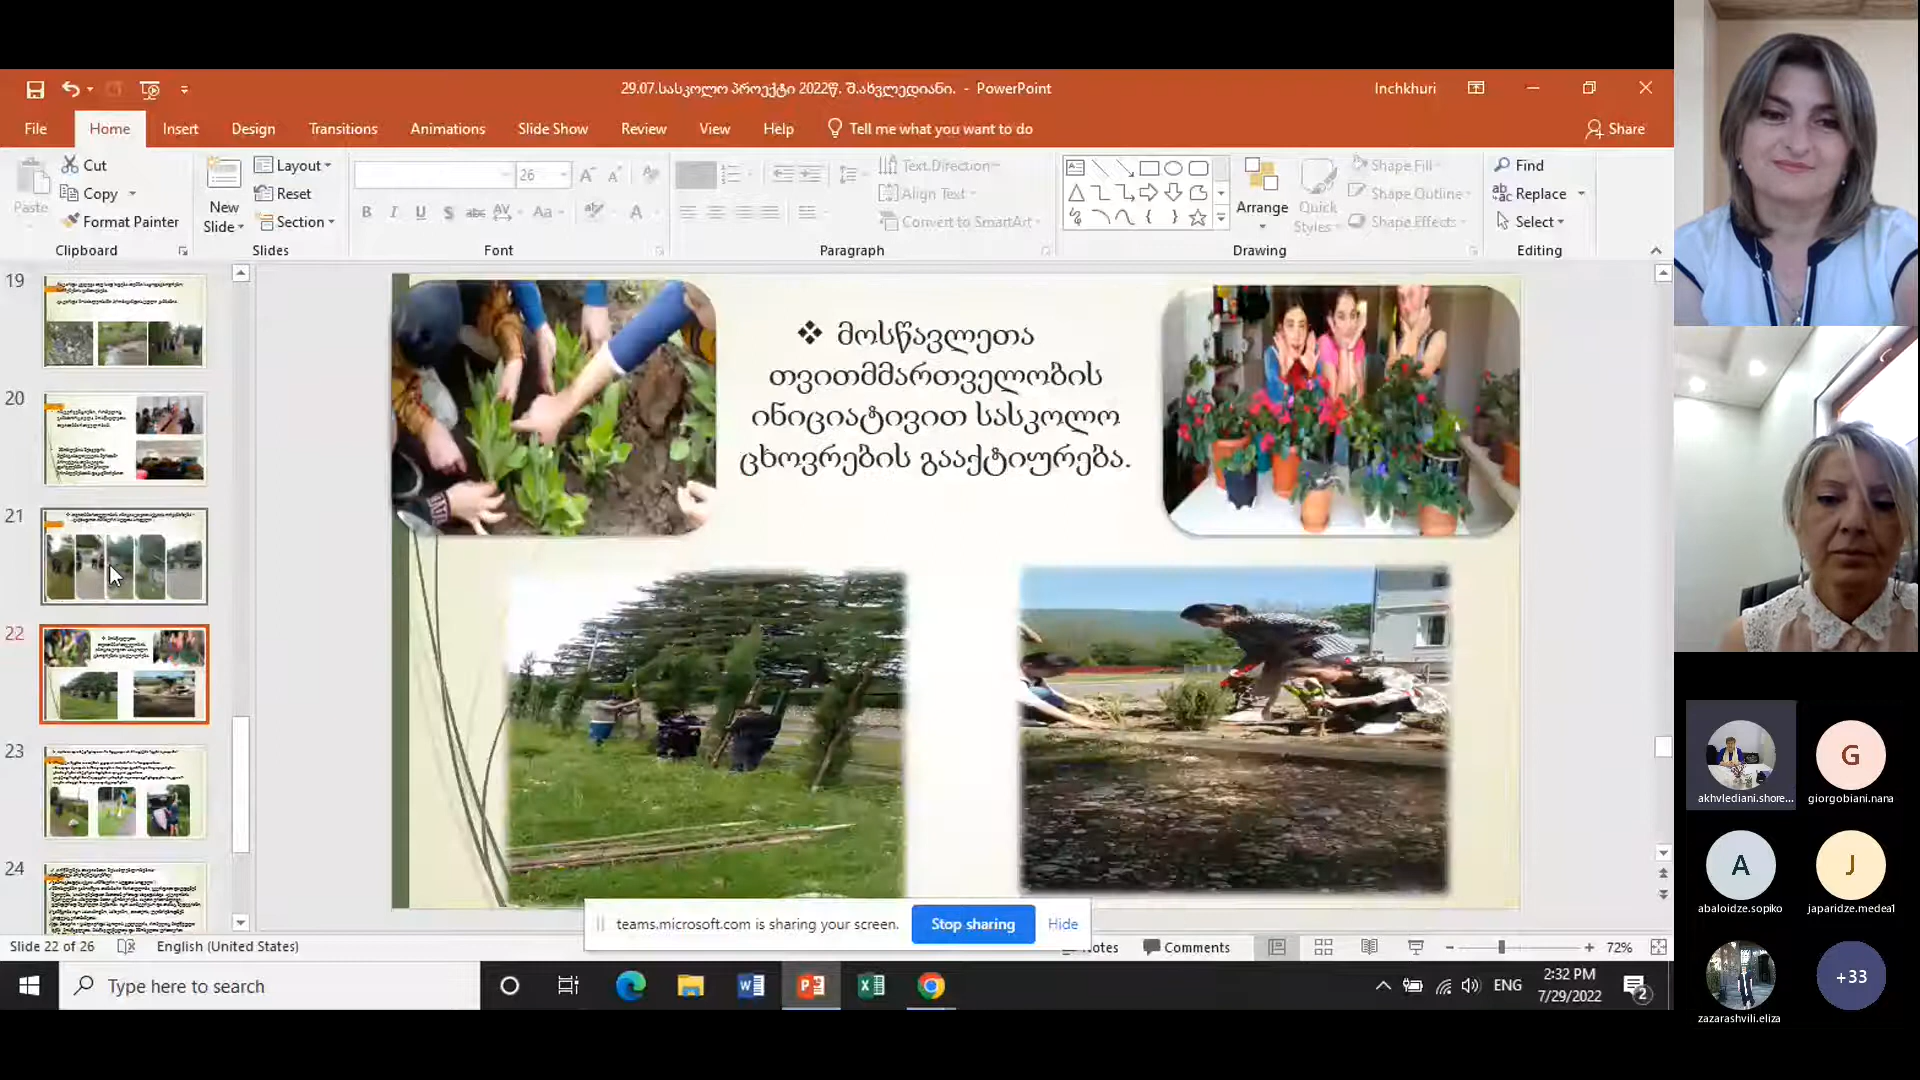 29.07.სასკოლო პროექტი 2022წ. შ.ახვლედიანი. - PowerPoint
Inchkhuri
File Home Insert Design Transitions Animations Slide Show Review View Help Tell me what you want to do
Share
Paste
Cut
Copy
Format Painter
Clipboard
New
Slide
Layout
Reset
Section
Slides
26
Font
Text Direction
Align Text
Convert to SmartArt
Paragraph
Arrange
Quick
Styles
Shape Fill
Shape Outline
Shape Effects
Drawing
Find
Replace
Select
Editing
19
20
21
22
23
24
❖ მოსწავლეთა
თვითმმართველობის
ინიციატივით სასკოლო
ცხოვრების გააქტიურება.
teams.microsoft.com is sharing your screen.
Stop sharing
Hide
Slide 22 of 26
English (United States)
Comments
72%
Type here to search
ENG
2:32 PM
7/29/2022
2
akhvlediani.shore...
G
giorgobiani.nana
A
abaloidze.sopiko
J
japaridze.medea1
zazarashvili.eliza
+33